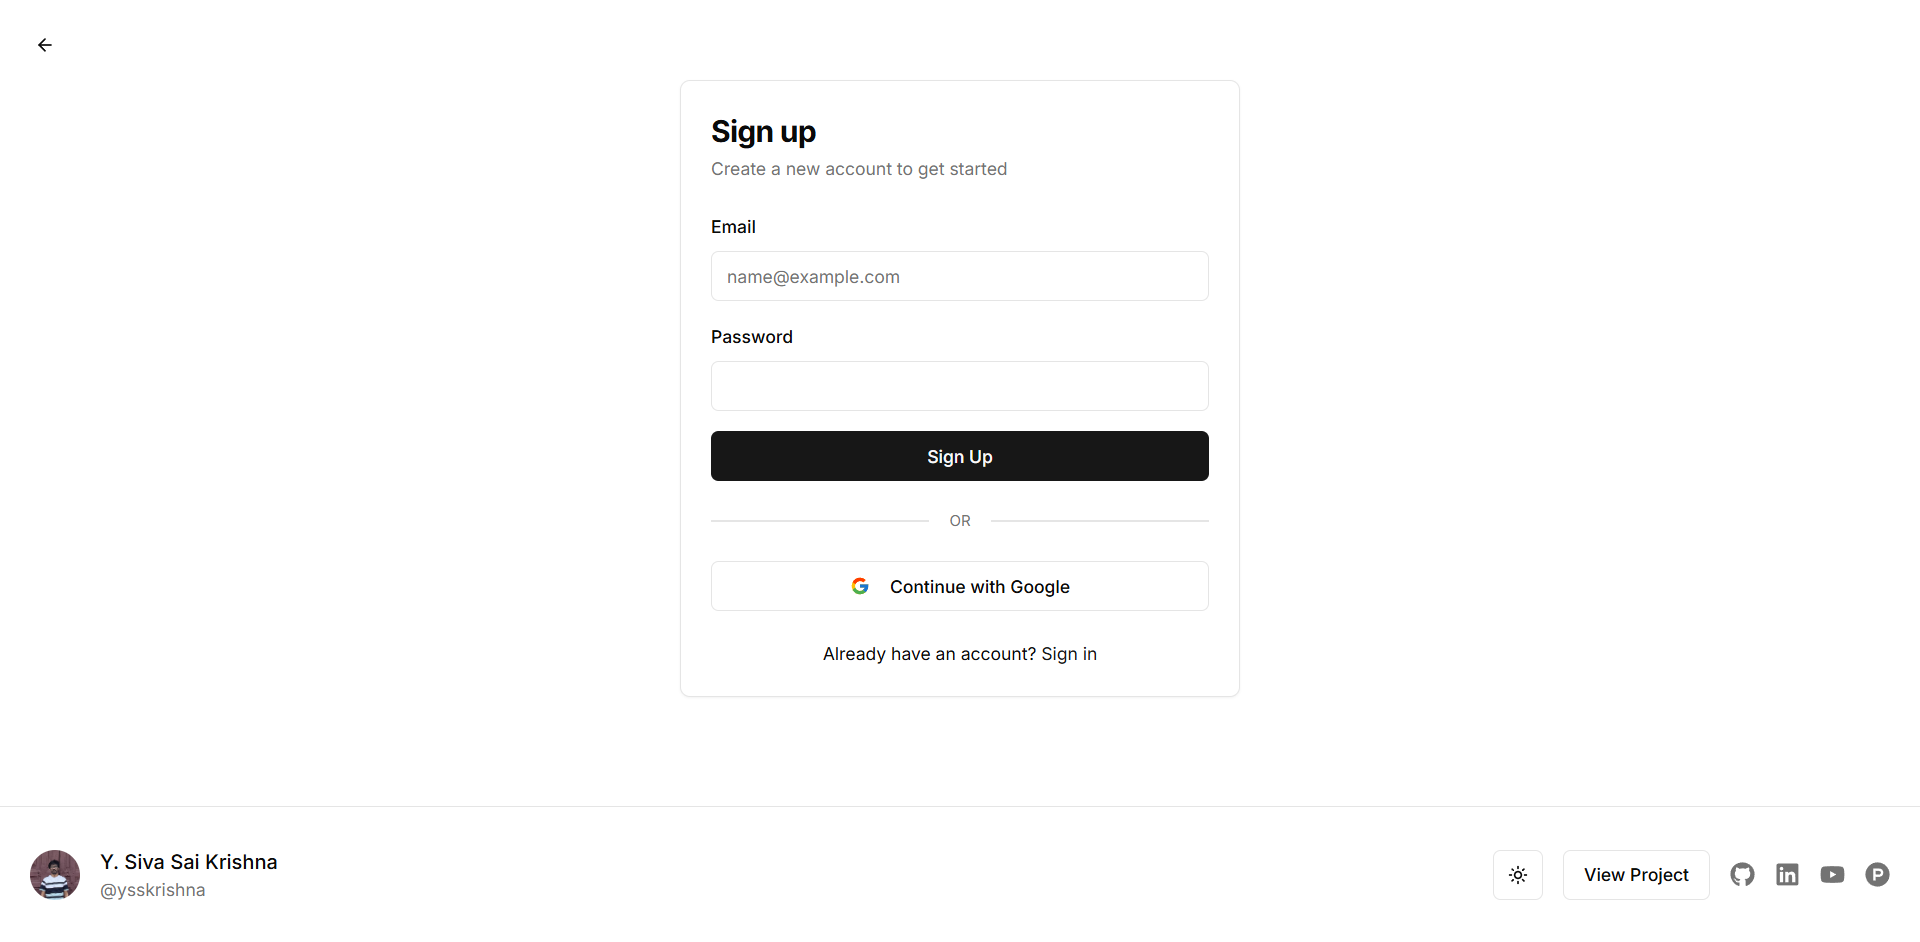 Sign up
Create a new account to get started
Email
name@example.com
Password
Sign Up
OR
Continue with Google
Already have an account? Sign in
Y. Siva Sai Krishna
@ysskrishna
View Project